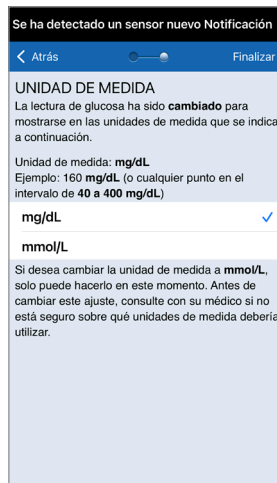 Se ha detectado un sensor nuevo Notificación
Atrás
Finalizar
UNIDAD DE MEDIDA
La lectura de glucosa ha sido cambiado para
mostrarse en las unidades de medida que se indica
a continuación.
Unidad de medida: mg/dL
Ejemplo: 160 mg/dL (o cualquier punto en el
intervalo de 40 a 400 mg/dL)
mg/dL
mmol/L
Si desea cambiar la unidad de medida a mmol/L,
solo puede hacerlo en este momento. Antes de
cambiar este ajuste, consulte con su médico si no
está seguro sobre qué unidades de medida debería
utilizar.